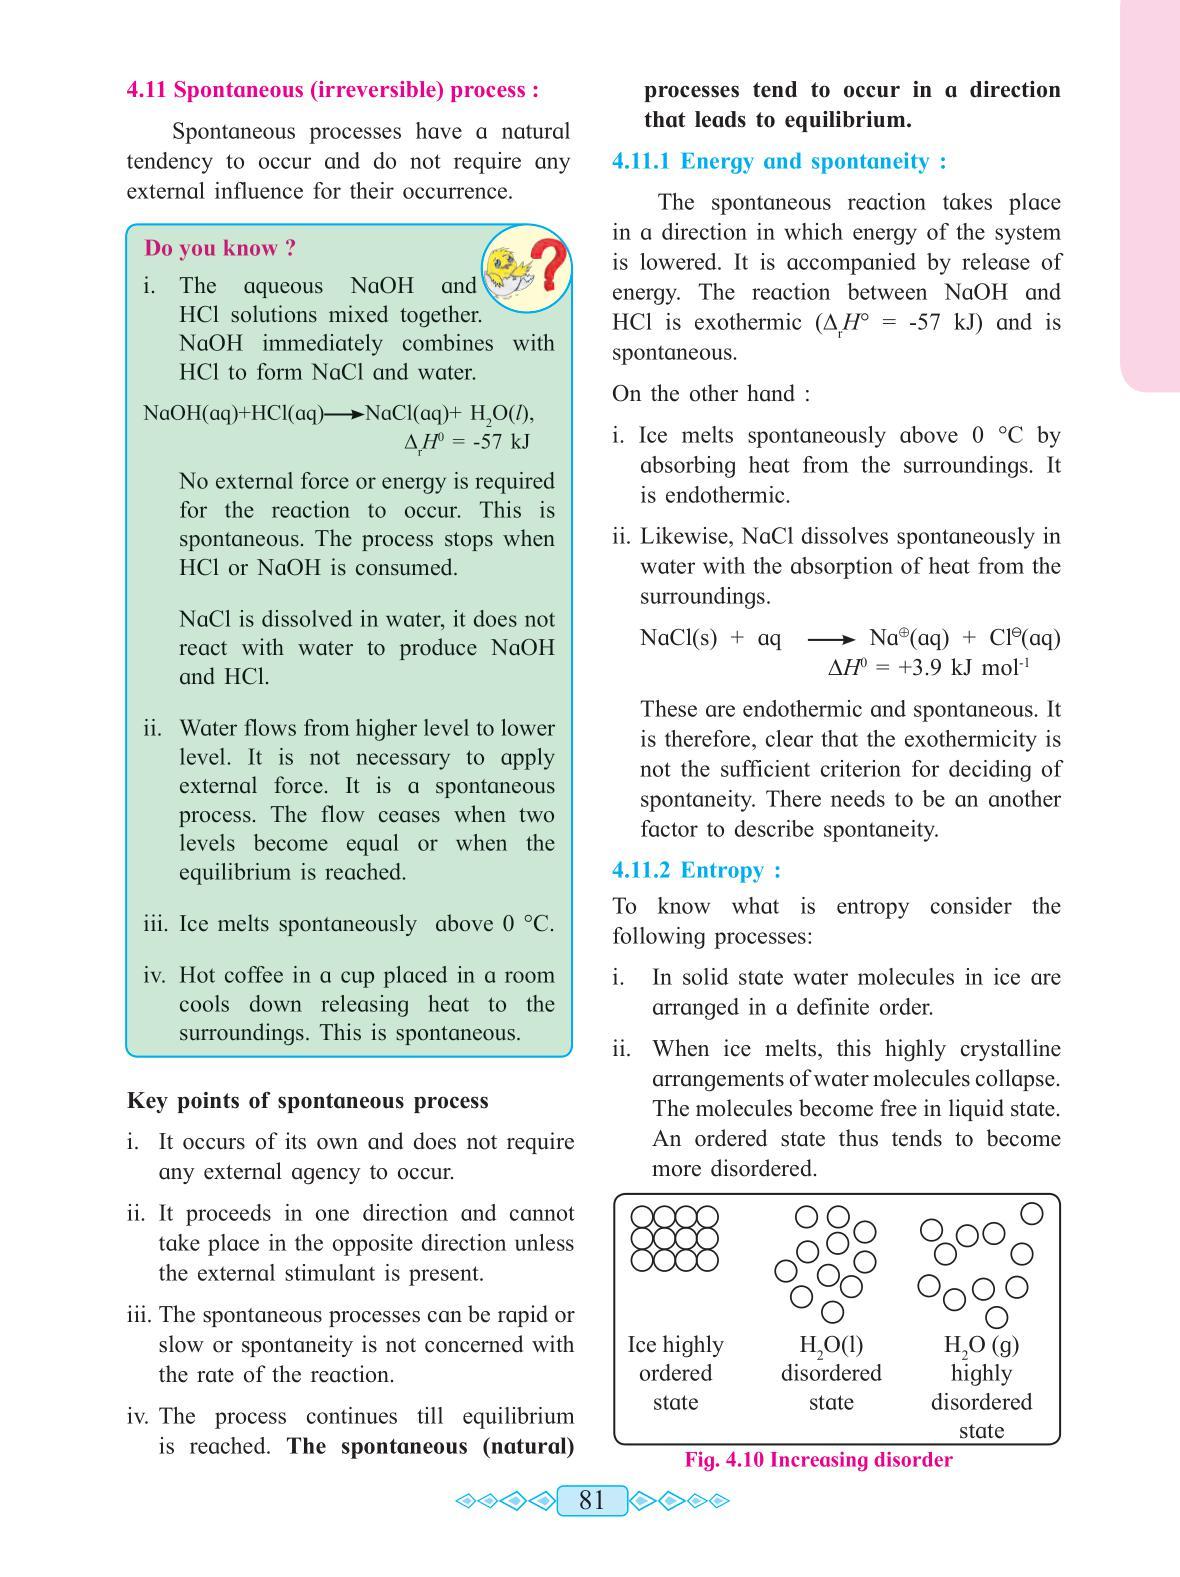 4.11 Spontaneous (irreversible) process :
Spontaneous processes have a natural
tendency to occur and do not require any
external influence for their occurrence.
Do you know ?
i. The aqueous NaOH and
HCl solutions mixed together.
NaOH immediately combines with
HCl to form NaCl and water.
NaOH(aq)+HCl(aq)⟶NaCl(aq)+ H₂O(l),
ΔᵣH⁰ = -57 kJ
No external force or energy is required
for the reaction to occur. This is
spontaneous. The process stops when
HCl or NaOH is consumed.
NaCl is dissolved in water, it does not
react with water to produce NaOH
and HCl.
ii. Water flows from higher level to lower
level. It is not necessary to apply
external force. It is a spontaneous
process. The flow ceases when two
levels become equal or when the
equilibrium is reached.
iii. Ice melts spontaneously above 0 °C.
iv. Hot coffee in a cup placed in a room
cools down releasing heat to the
surroundings. This is spontaneous.
Key points of spontaneous process
i. It occurs of its own and does not require
any external agency to occur.
ii. It proceeds in one direction and cannot
take place in the opposite direction unless
the external stimulant is present.
iii. The spontaneous processes can be rapid or
slow or spontaneity is not concerned with
the rate of the reaction.
iv. The process continues till equilibrium
is reached. The spontaneous (natural)
processes tend to occur in a direction
that leads to equilibrium.
4.11.1 Energy and spontaneity :
The spontaneous reaction takes place
in a direction in which energy of the system
is lowered. It is accompanied by release of
energy. The reaction between NaOH and
HCl is exothermic (ΔᵣH° = -57 kJ) and is
spontaneous.
On the other hand :
i. Ice melts spontaneously above 0 °C by
absorbing heat from the surroundings. It
is endothermic.
ii. Likewise, NaCl dissolves spontaneously in
water with the absorption of heat from the
surroundings.
NaCl(s) + aq ⟶ Na⊕(aq) + Cl⊖(aq)
ΔH⁰ = +3.9 kJ mol⁻¹
These are endothermic and spontaneous. It
is therefore, clear that the exothermicity is
not the sufficient criterion for deciding of
spontaneity. There needs to be an another
factor to describe spontaneity.
4.11.2 Entropy :
To know what is entropy consider the
following processes:
i. In solid state water molecules in ice are
arranged in a definite order.
ii. When ice melts, this highly crystalline
arrangements of water molecules collapse.
The molecules become free in liquid state.
An ordered state thus tends to become
more disordered.
Ice highly
ordered
state
H₂O(l)
disordered
state
H₂O (g)
highly
disordered
state
Fig. 4.10 Increasing disorder
81